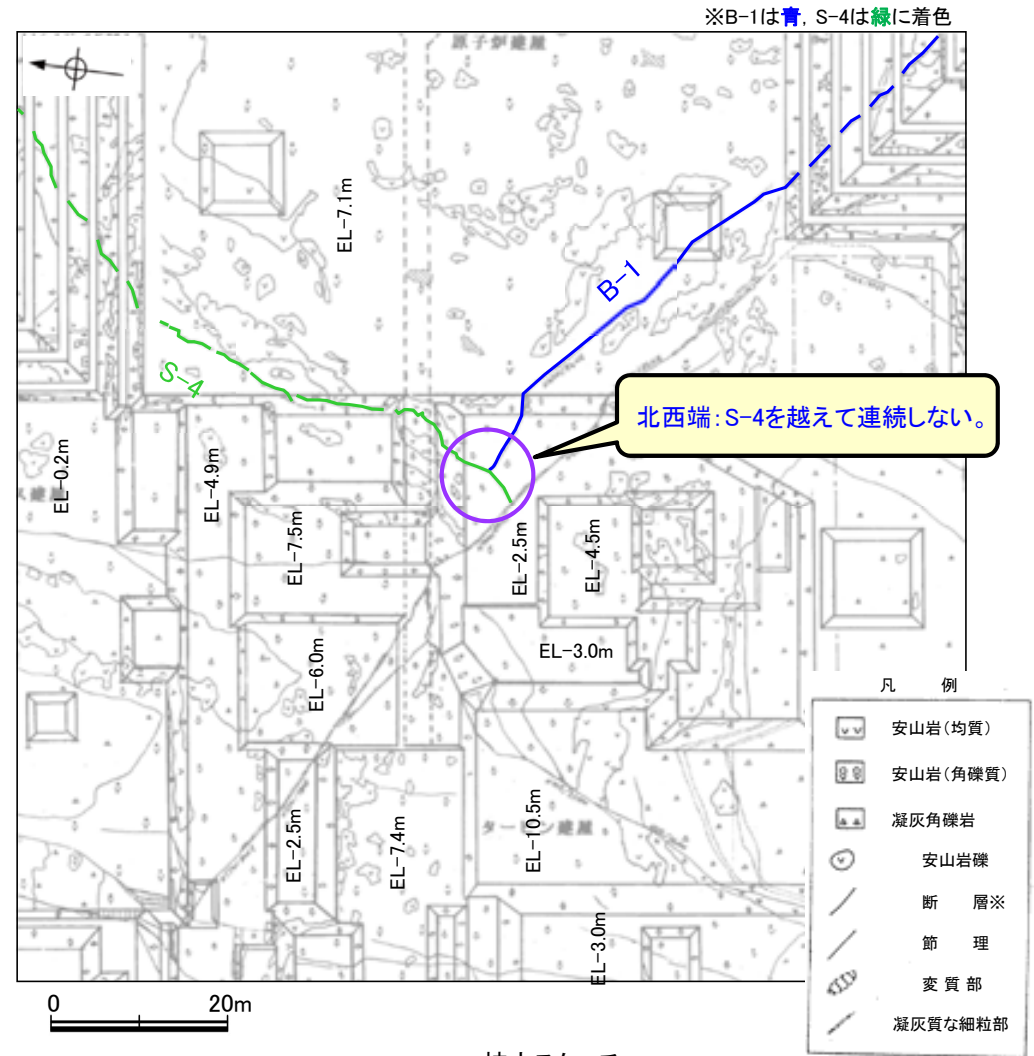 ※B-1は青, S-4は緑に着色
原子炉建屋
EL-7.1m
B-1
S-4
北西端:S-4を越えて連続しない。
EL-0.2m
EL-4.9m
EL-7.5m
EL-2.5m
EL-4.5m
EL-6.0m
EL-3.0m
凡 例
安山岩(均質)
安山岩(角礫質)
凝灰角礫岩
安山岩礫
断 層※
節 理
変 質 部
凝灰質な細粒部
EL-2.5m
EL-7.4m
EL-10.5m
タービン建屋
EL-3.0m
0 20m